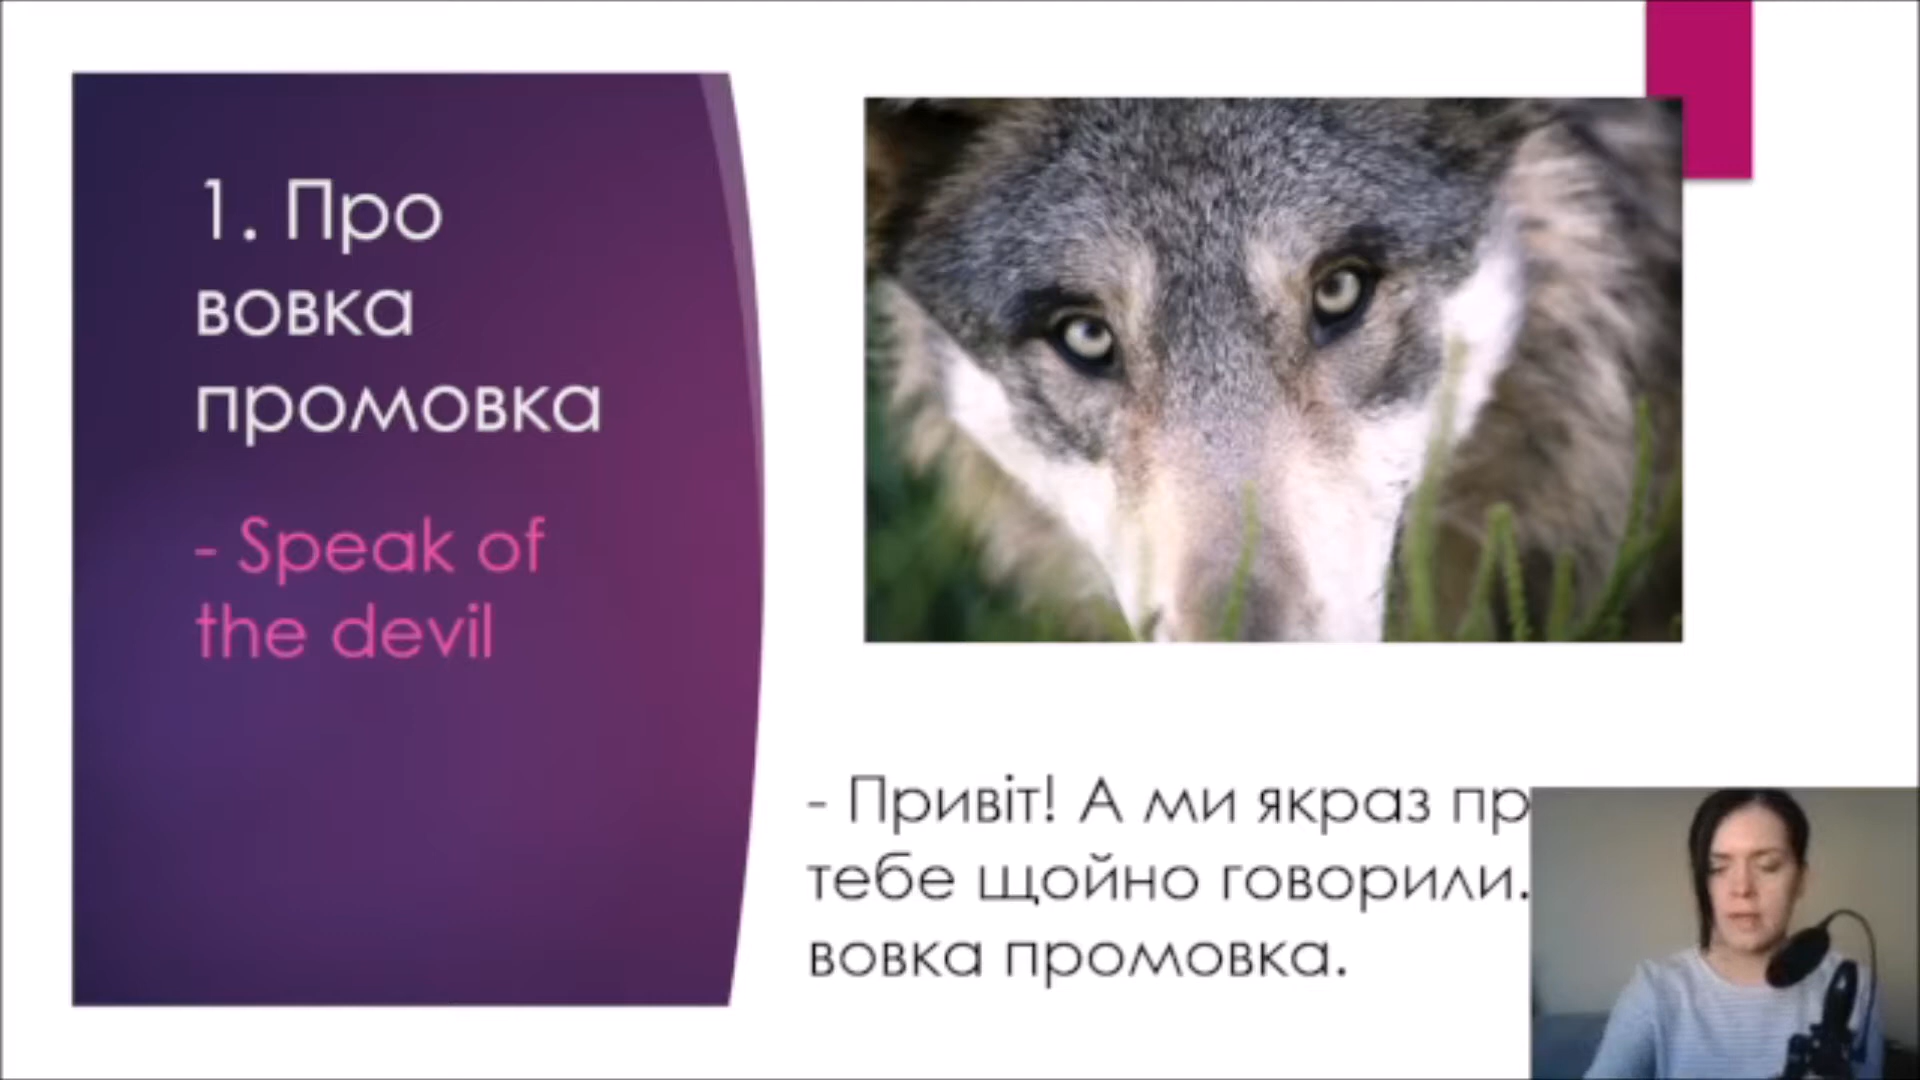 1. Про
вовка
промовка
- Speak of
the devil
- Привіт! А ми якраз пр
тебе щойно говорили.
вовка промовка.